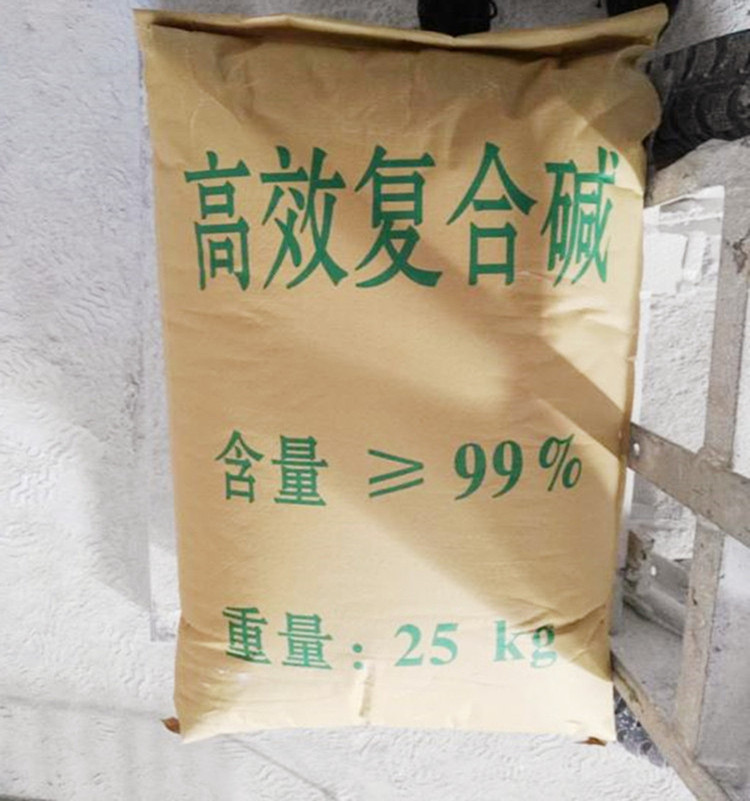 高效复合碱
含量 ≥ 99%
重量：25 kg